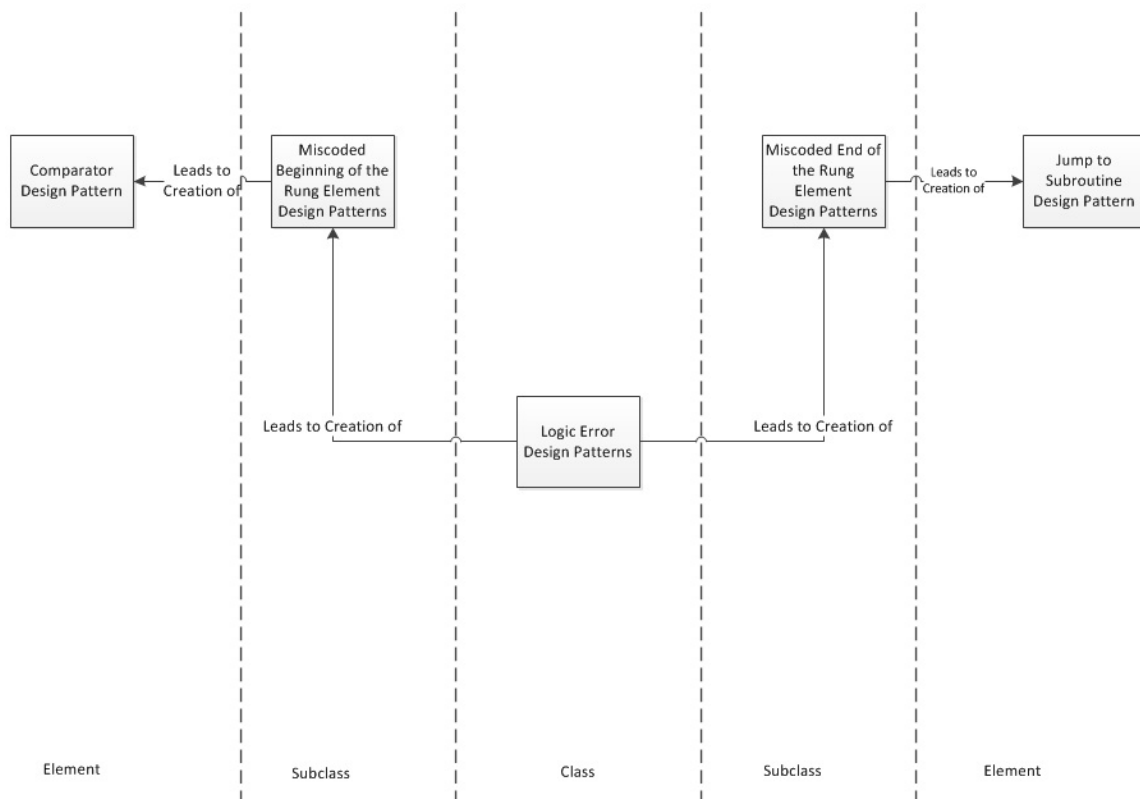 Comparator
Design Pattern
Leads to
Creation of
Miscoded
Beginning of the
Rung Element
Design Patterns
Miscoded End of
the Rung
Element
Design Patterns
Leads to
Creation of
Jump to
Subroutine
Design Pattern
Leads to Creation of
Logic Error
Design Patterns
Leads to Creation of
Element
Subclass
Class
Subclass
Element